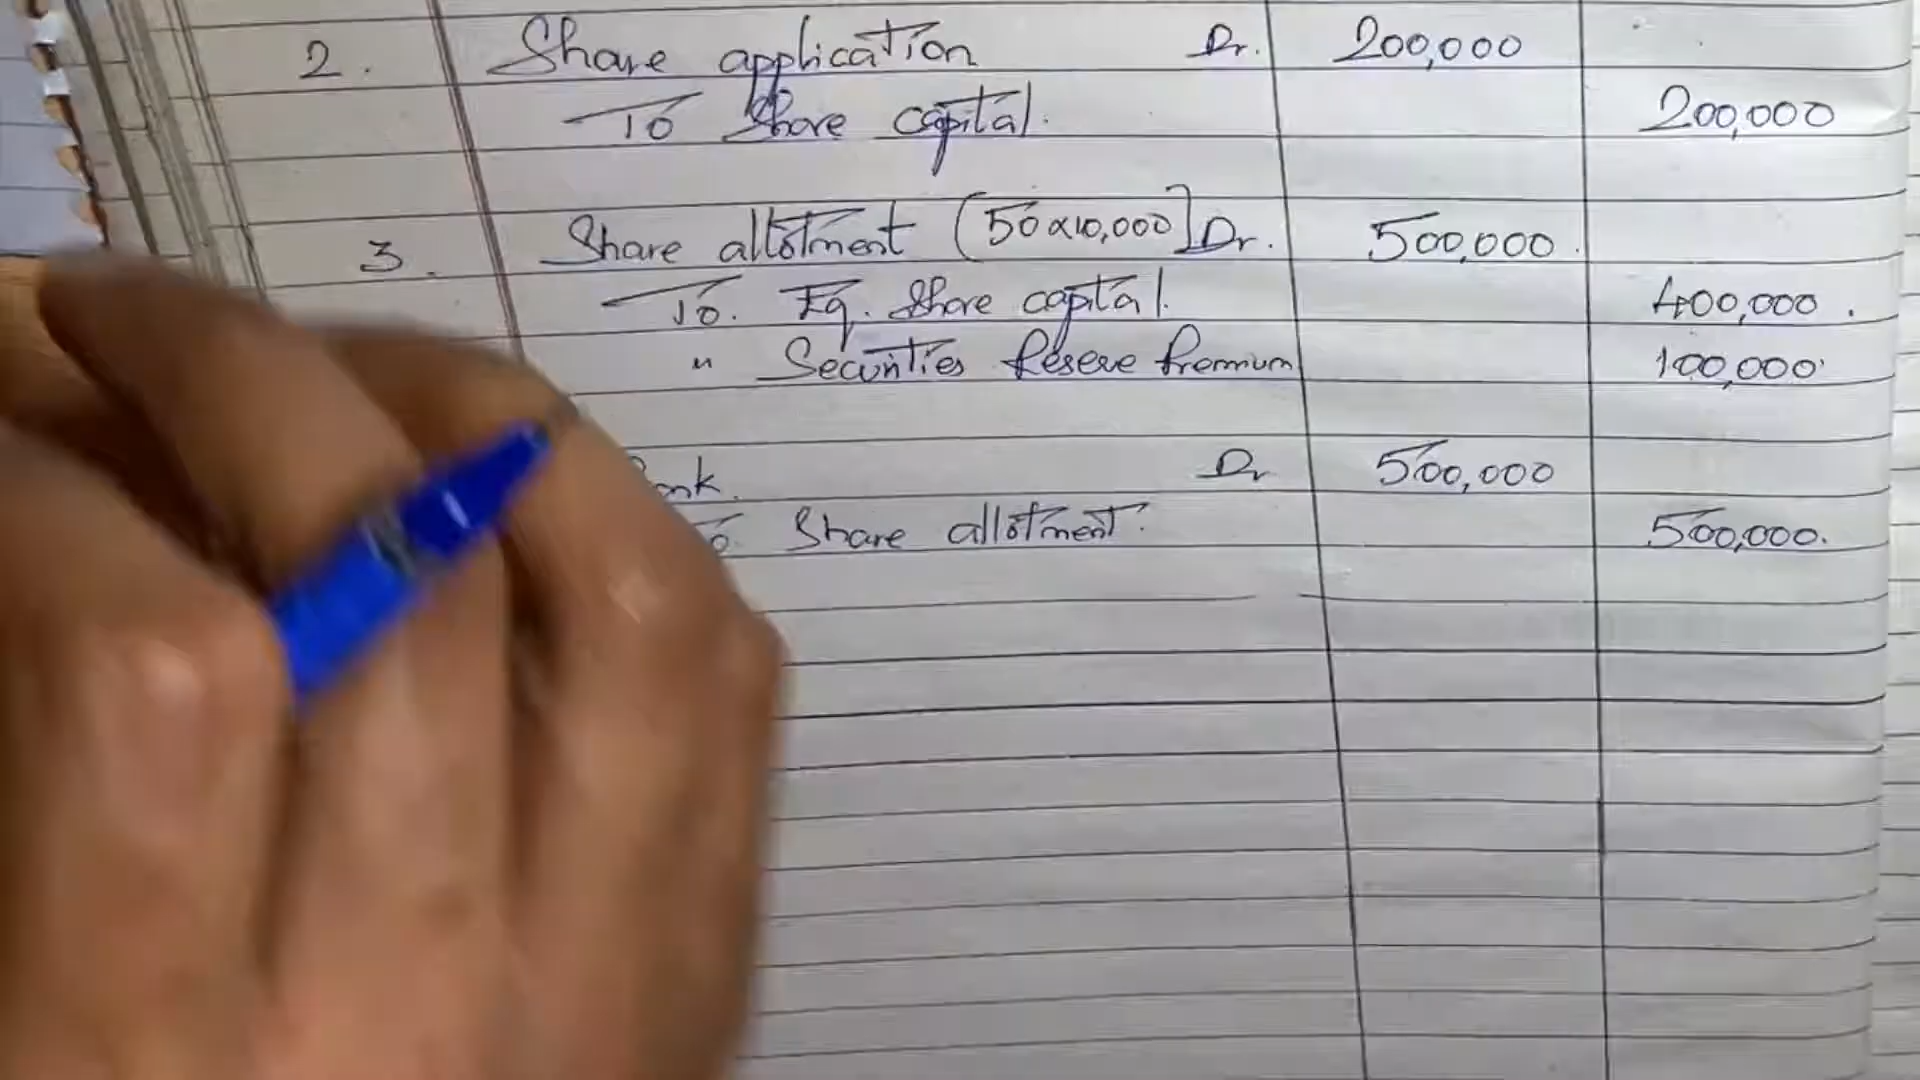 2. Share application Dr. 200,000
To Share capital. 200,000
3. Share allotment (50x10,000] Dr. 500,000.
To. Eq. Share capital. 400,000.
" Securities Resere Premium 100,000
Dr 500,000
Share allotment. 500,000.